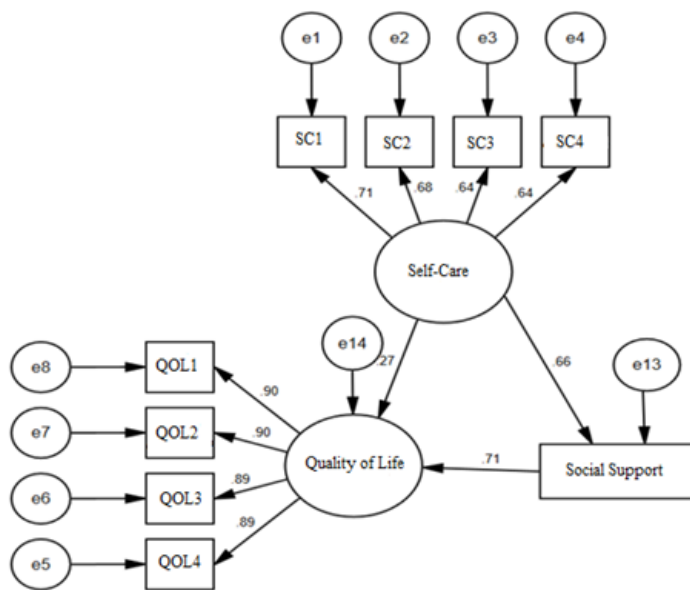 e1
e2
e3
e4
SC1
SC2
SC3
SC4
.71
.68
.64
.64
Self-Care
e14
.27
.66
e13
e8
QOL1
.90
e7
QOL2
.90
Quality of Life
.71
Social Support
e6
QOL3
.89
e5
QOL4
.89